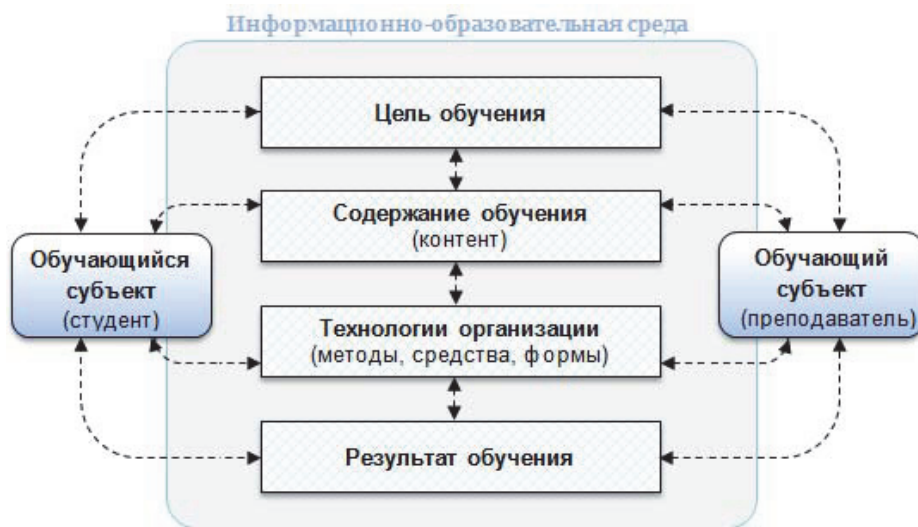 Информационно-образовательная среда
Цель обучения
Содержание обучения
(контент)
Обучающийся
субъект
(студент)
Обучающий
субъект
(преподаватель)
Технологии организации
(методы, средства, формы)
Результат обучения